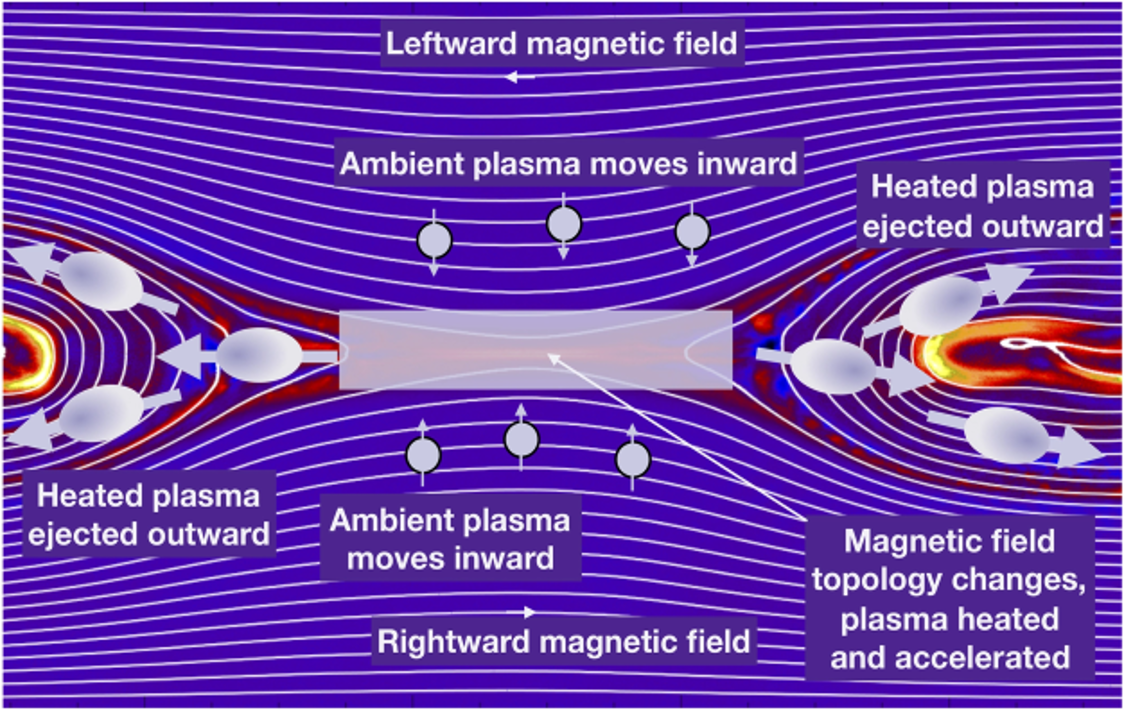 Leftward magnetic field
Ambient plasma moves inward
Heated plasma
ejected outward
Heated plasma
ejected outward
Ambient plasma
moves inward
Magnetic field
topology changes,
plasma heated
and accelerated
Rightward magnetic field